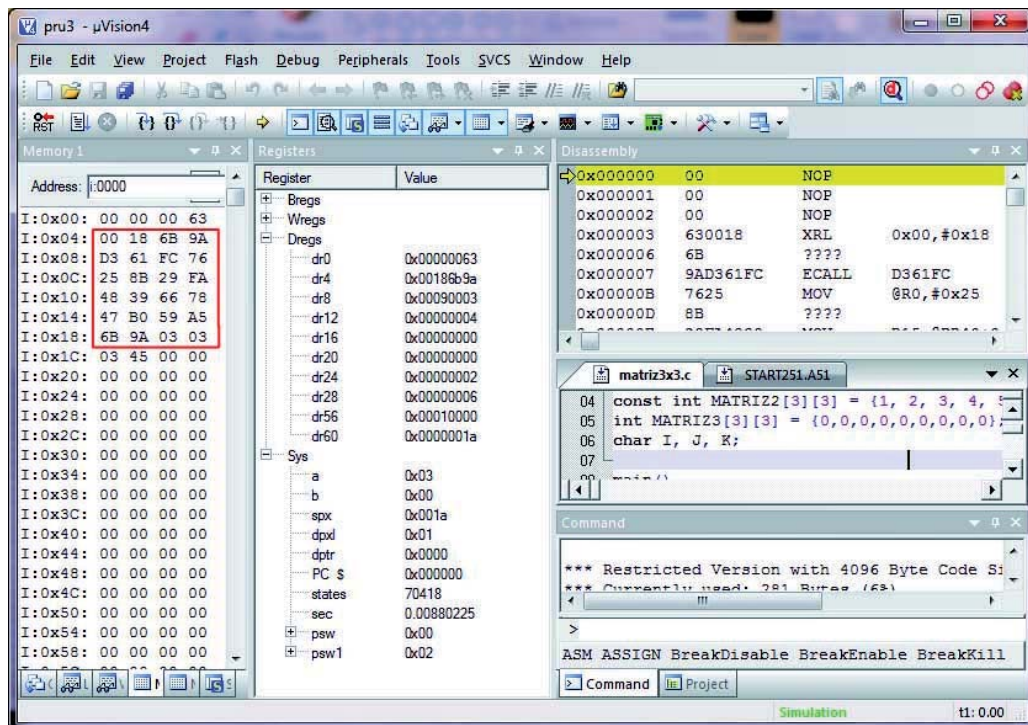 pru3 - µVision4
File Edit View Project Flash Debug Peripherals Tools SVCS Window Help
RST
Memory 1
Address: i:0000
I:0x00: 00 00 00 63
I:0x04: 00 18 6B 9A
I:0x08: D3 61 FC 76
I:0x0C: 25 8B 29 FA
I:0x10: 48 39 66 78
I:0x14: 47 B0 59 A5
I:0x18: 6B 9A 03 03
I:0x1C: 03 45 00 00
I:0x20: 00 00 00 00
I:0x24: 00 00 00 00
I:0x28: 00 00 00 00
I:0x2C: 00 00 00 00
I:0x30: 00 00 00 00
I:0x34: 00 00 00 00
I:0x38: 00 00 00 00
I:0x3C: 00 00 00 00
I:0x40: 00 00 00 00
I:0x44: 00 00 00 00
I:0x48: 00 00 00 00
I:0x4C: 00 00 00 00
I:0x50: 00 00 00 00
I:0x54: 00 00 00 00
I:0x58: 00 00 00 00
Registers
Register Value
Bregs
Wregs
Dregs
dr0 0x00000063
dr4 0x00186b9a
dr8 0x00090003
dr12 0x00000004
dr16 0x00000000
dr20 0x00000000
dr24 0x00000002
dr28 0x00000006
dr56 0x00010000
dr60 0x0000001a
Sys
a 0x03
b 0x00
spx 0x001a
dpxl 0x01
dptr 0x0000
PC $ 0x000000
states 70418
sec 0.00880225
psw 0x00
psw1 0x02
Disassembly
0x000000 00 NOP
0x000001 00 NOP
0x000002 00 NOP
0x000003 630018 XRL 0x00,#0x18
0x000006 6B ????
0x000007 9AD361FC ECALL D361FC
0x00000B 7625 MOV @R0,#0x25
0x00000D 8B ????
matriz3x3.c START251.A51
04 const int MATRIZ2[3][3] = {1, 2, 3, 4,
05 int MATRIZ3[3][3] = {0,0,0,0,0,0,0,0,0};
06 char I, J, K;
07
main()
Command
*** Restricted Version with 4096 Byte Code
*** Currently used: 281 Bytes (6%)
>
ASM ASSIGN BreakDisable BreakEnable BreakKill
Command Project
Simulation t1: 0.00